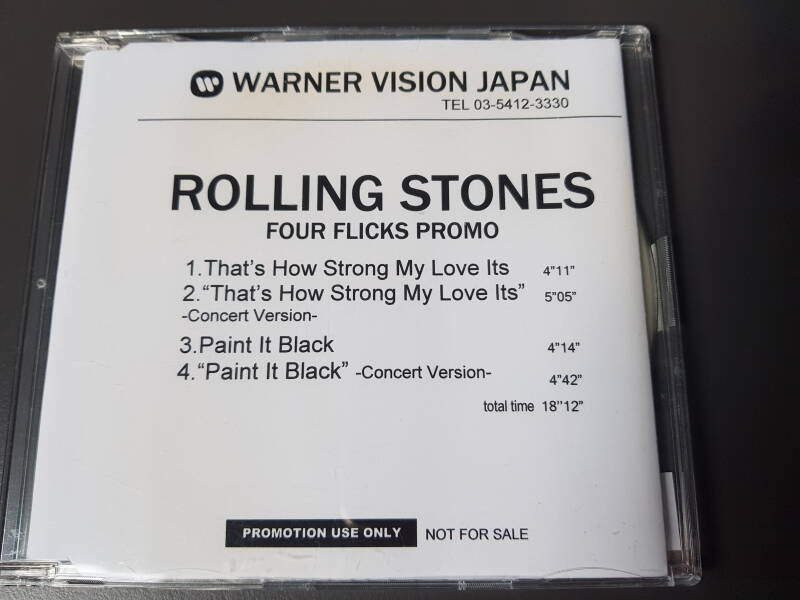 WARNER VISION JAPAN
TEL 03-5412-3330
ROLLING STONES
FOUR FLICKS PROMO
1.That's How Strong My Love Its 4"11"
2."That's How Strong My Love Its" 5"05"
-Concert Version-
3.Paint It Black 4"14"
4."Paint It Black" -Concert Version- 4"42"
total time 18"12"
PROMOTION USE ONLY NOT FOR SALE